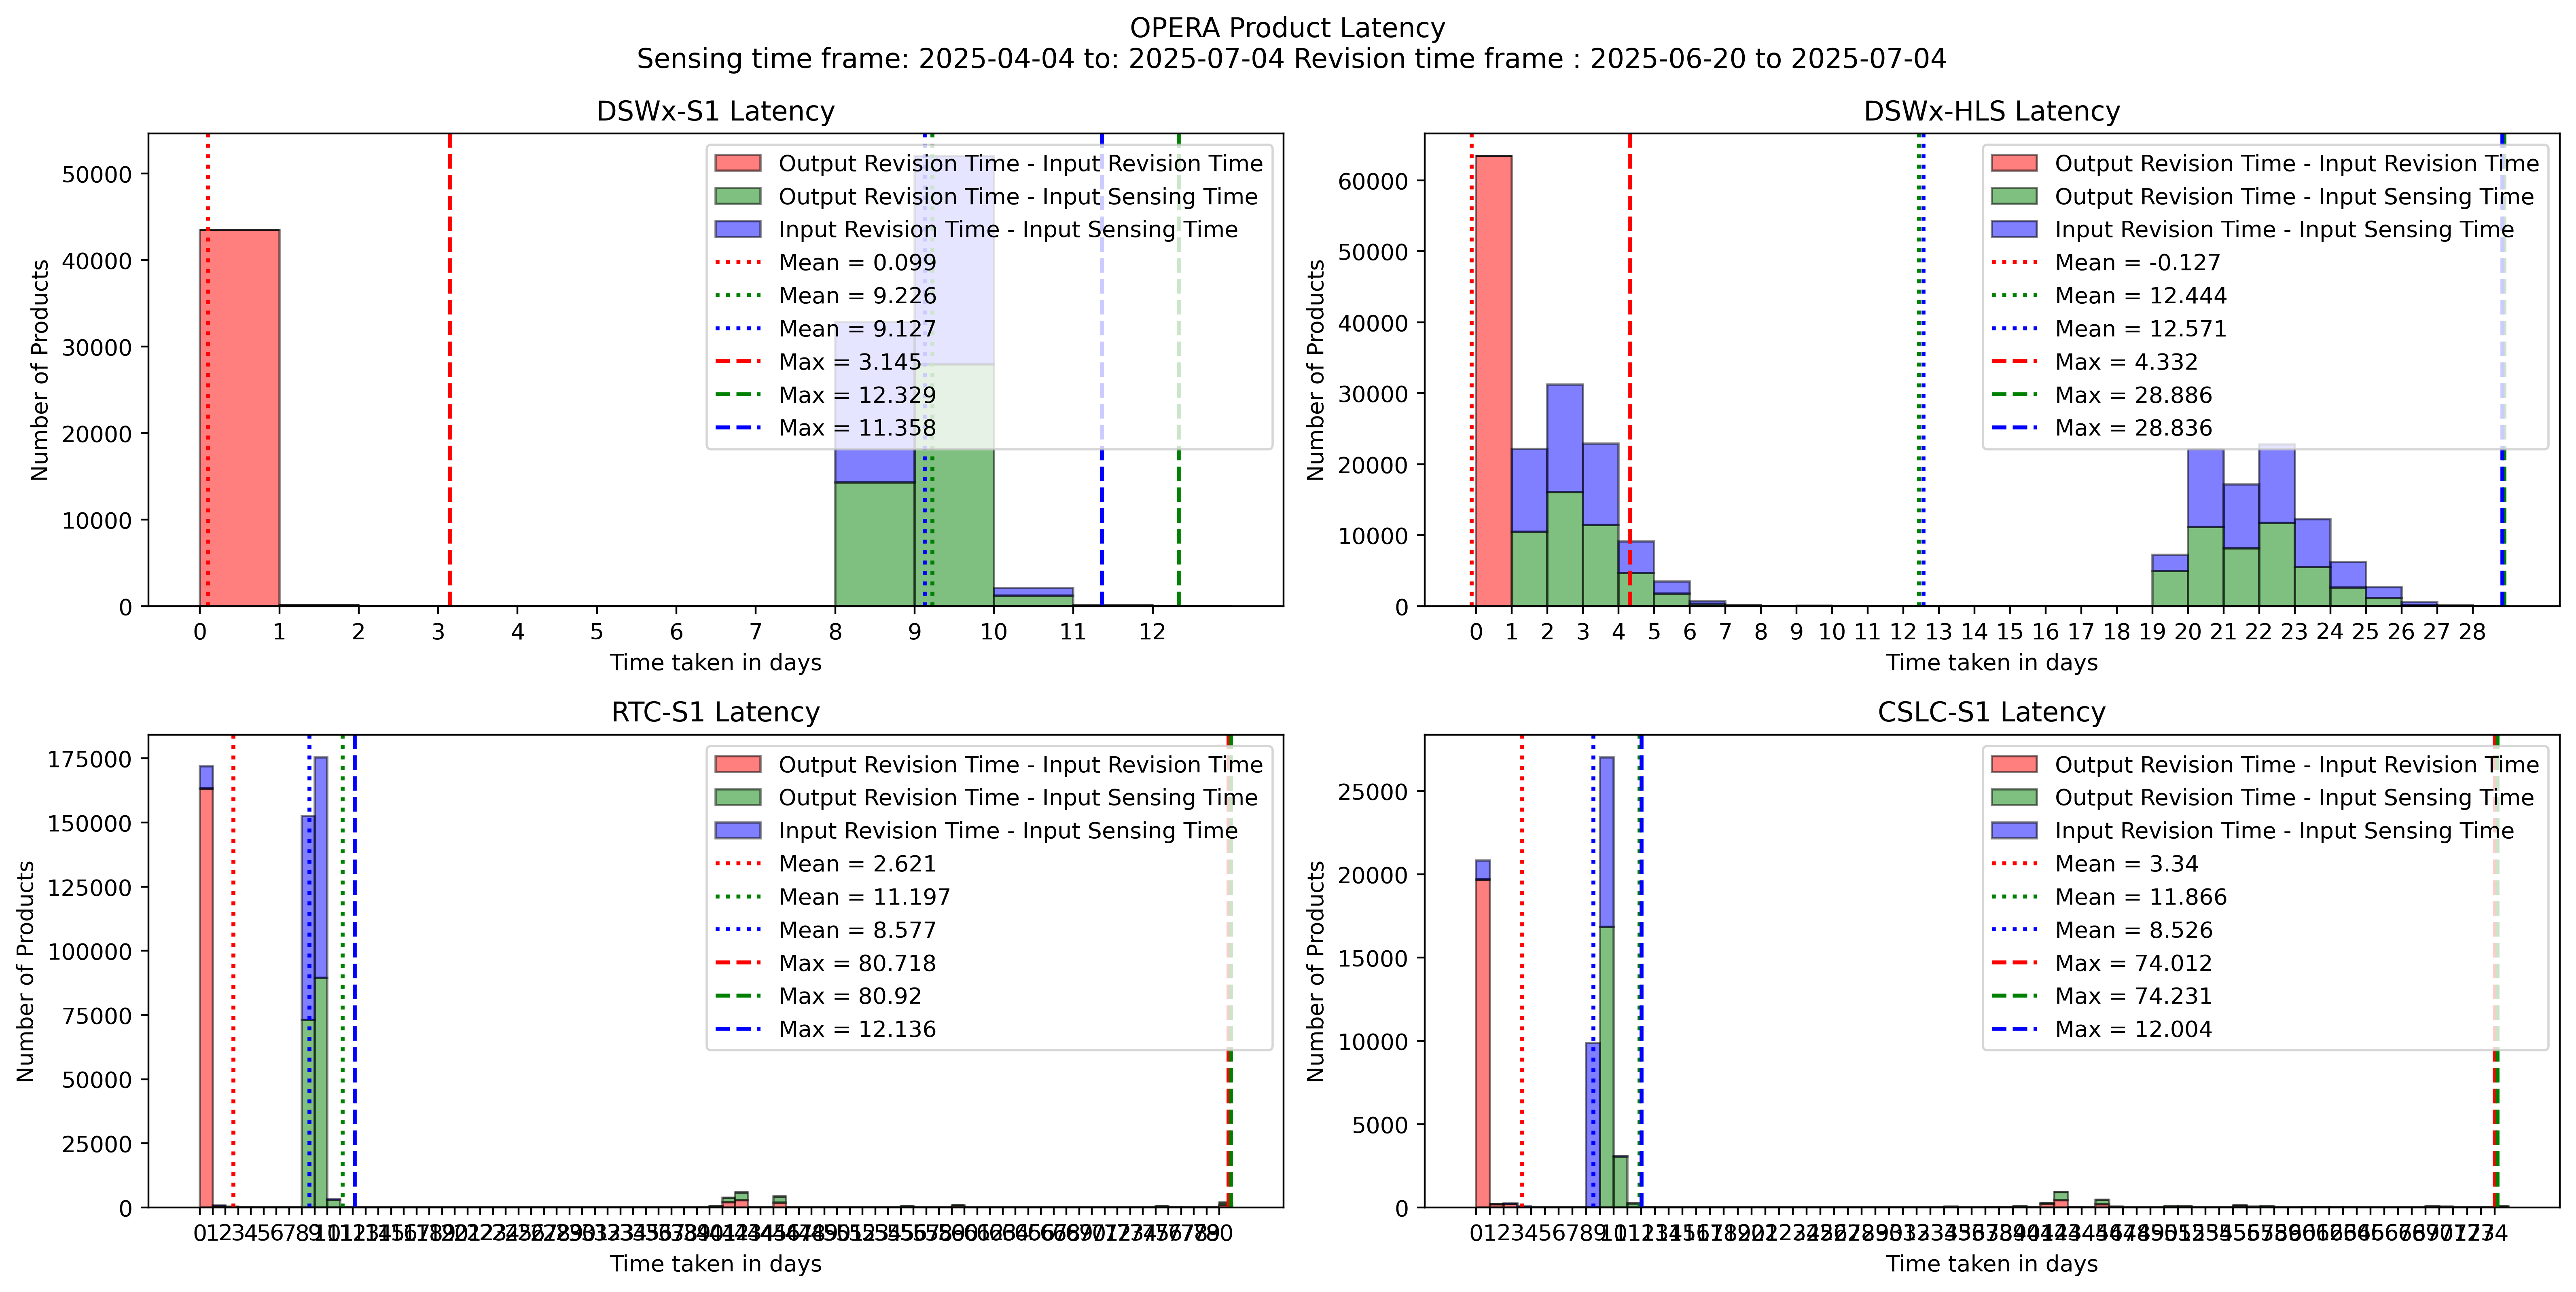 OPERA Product Latency
Sensing time frame: 2025-04-04 to: 2025-07-04 Revision time frame : 2025-06-20 to 2025-07-04
DSWx-S1 Latency
Number of Products
50000
40000
30000
20000
10000
0
0 1 2 3 4 5 6 7 8 9 10 11 12
Time taken in days
Output Revision Time - Input Revision Time
Output Revision Time - Input Sensing Time
Input Revision Time - Input Sensing Time
Mean = 0.099
Mean = 9.226
Mean = 9.127
Max = 3.145
Max = 12.329
Max = 11.358
DSWx-HLS Latency
Number of Products
60000
50000
40000
30000
20000
10000
0
0 1 2 3 4 5 6 7 8 9 10 11 12 13 14 15 16 17 18 19 20 21 22 23 24 25 26 27 28
Time taken in days
Output Revision Time - Input Revision Time
Output Revision Time - Input Sensing Time
Input Revision Time - Input Sensing Time
Mean = -0.127
Mean = 12.444
Mean = 12.571
Max = 4.332
Max = 28.886
Max = 28.836
RTC-S1 Latency
Number of Products
175000
150000
125000
100000
75000
50000
25000
0
Time taken in days
Output Revision Time - Input Revision Time
Output Revision Time - Input Sensing Time
Input Revision Time - Input Sensing Time
Mean = 2.621
Mean = 11.197
Mean = 8.577
Max = 80.718
Max = 80.92
Max = 12.136
CSLC-S1 Latency
Number of Products
25000
20000
15000
10000
5000
0
Time taken in days
Output Revision Time - Input Revision Time
Output Revision Time - Input Sensing Time
Input Revision Time - Input Sensing Time
Mean = 3.34
Mean = 11.866
Mean = 8.526
Max = 74.012
Max = 74.231
Max = 12.004